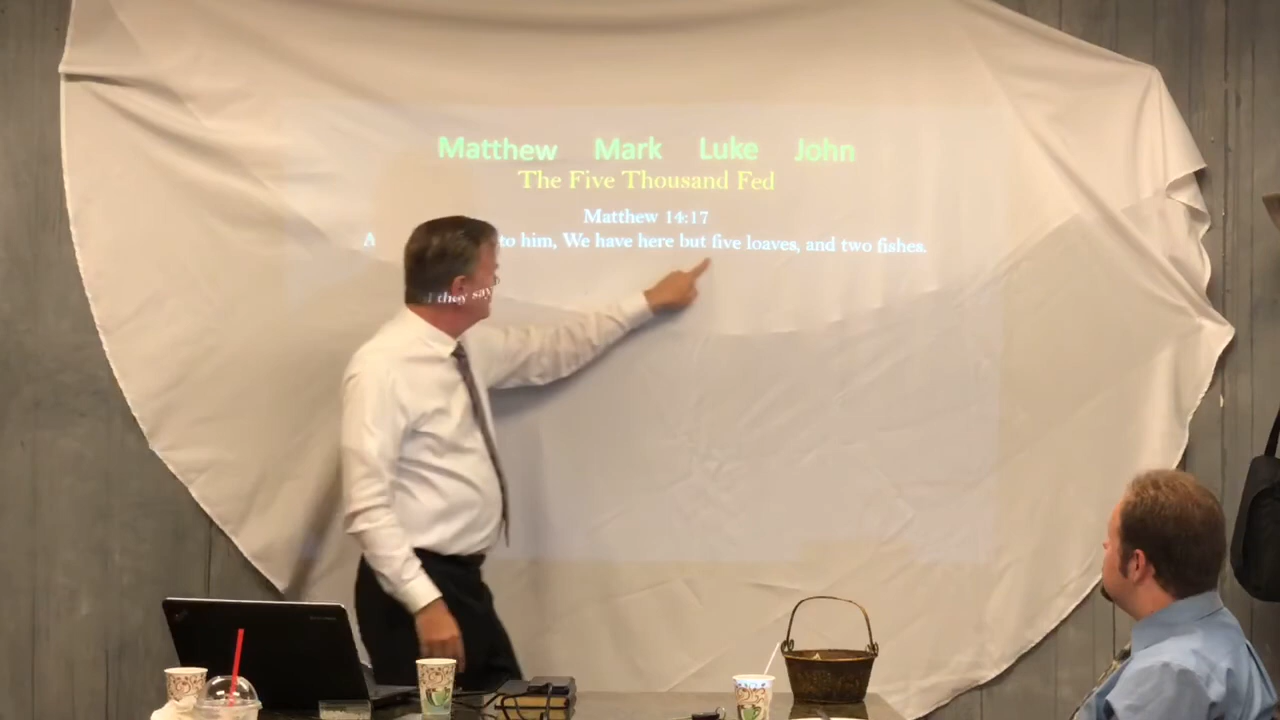 Matthew Mark Luke John
The Five Thousand Fed
Matthew 14:17
A d they say to him, We have here but five loaves, and two fishes.